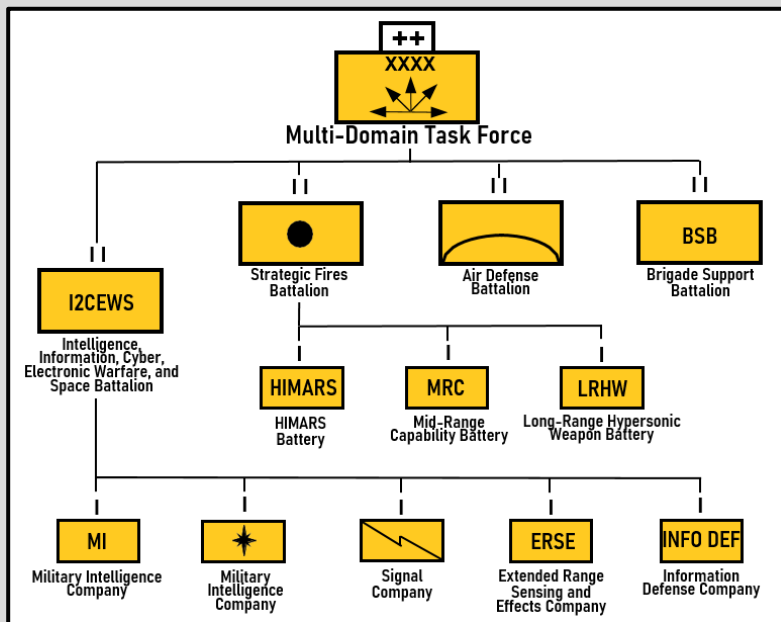 ++
XXXX
Multi-Domain Task Force
II
II
II
II
I2CEWS
Intelligence,
Information, Cyber,
Electronic Warfare, and
Space Battalion
Strategic Fires
Battalion
Air Defense
Battalion
BSB
Brigade Support
Battalion
I
I
I
HIMARS
HIMARS
Battery
MRC
Mid-Range
Capability Battery
LRHW
Long-Range Hypersonic
Weapon Battery
I
I
I
I
I
MI
Military Intelligence
Company
Military
Intelligence
Company
Signal
Company
ERSE
Extended Range
Sensing and
Effects Company
INFO DEF
Information
Defense Company